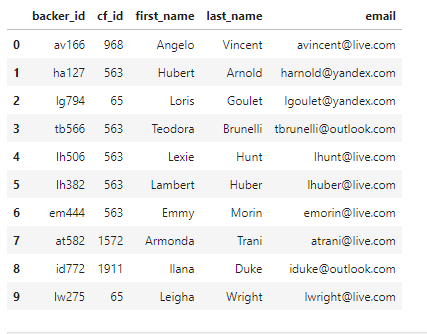 backer_id cf_id first_name last_name email
0 av166 968 Angelo Vincent avincent@live.com
1 ha127 563 Hubert Arnold harnold@yandex.com
2 lg794 65 Loris Goulet lgoulet@yandex.com
3 tb566 563 Teodora Brunelli tbrunelli@outlook.com
4 lh506 563 Lexie Hunt lhunt@live.com
5 lh382 563 Lambert Huber lhuber@live.com
6 em444 563 Emmy Morin emorin@live.com
7 at582 1572 Armonda Trani atrani@live.com
8 id772 1911 Ilana Duke iduke@outlook.com
9 lw275 65 Leigha Wright lwright@live.com